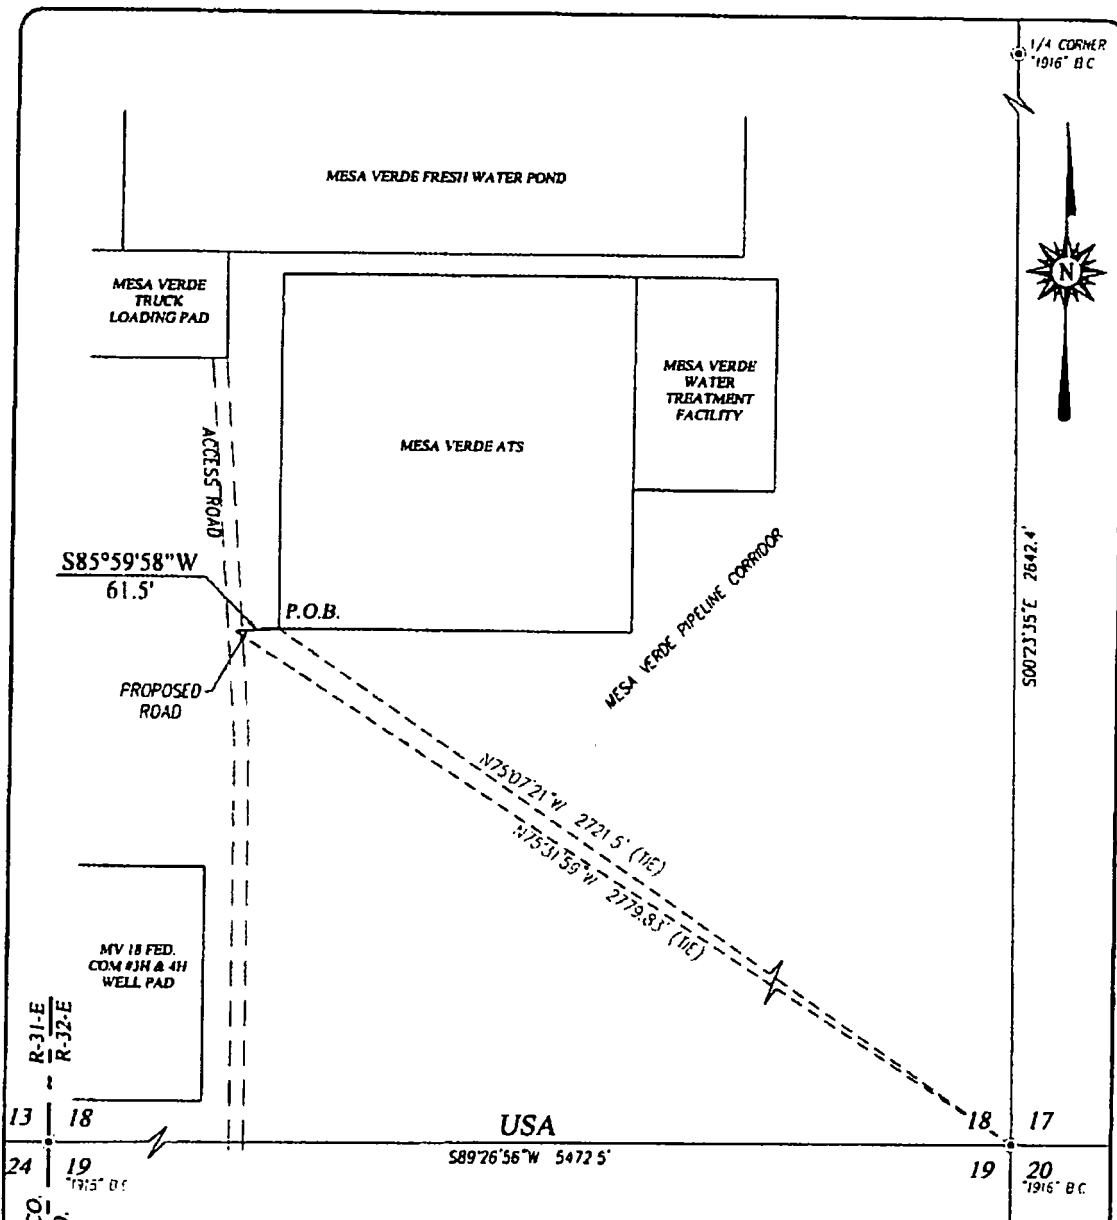 1/4 CORNER
"1916" B.C.
MESA VERDE FRESH WATER POND
N
MESA VERDE
TRUCK
LOADING PAD
MESA VERDE
WATER
TREATMENT
FACILITY
MESA VERDE ATS
ACCESS ROAD
MESA VERDE PIPELINE CORRIDOR
S00°23'35"E 2642.4'
S85°59'58"W
61.5'
P.O.B.
PROPOSED
ROAD
N75°07'21"W 2721.5' (TIE)
N75°31'59"W 2779.83' (TIE)
MV 18 FED.
COM #3H & 4H
WELL PAD
R-31-E
R-32-E
13 18
USA
18 17
S89°26'56"W 5472.5'
24 19
"1915" B.C.
19 20
"1916" B.C.
CO.